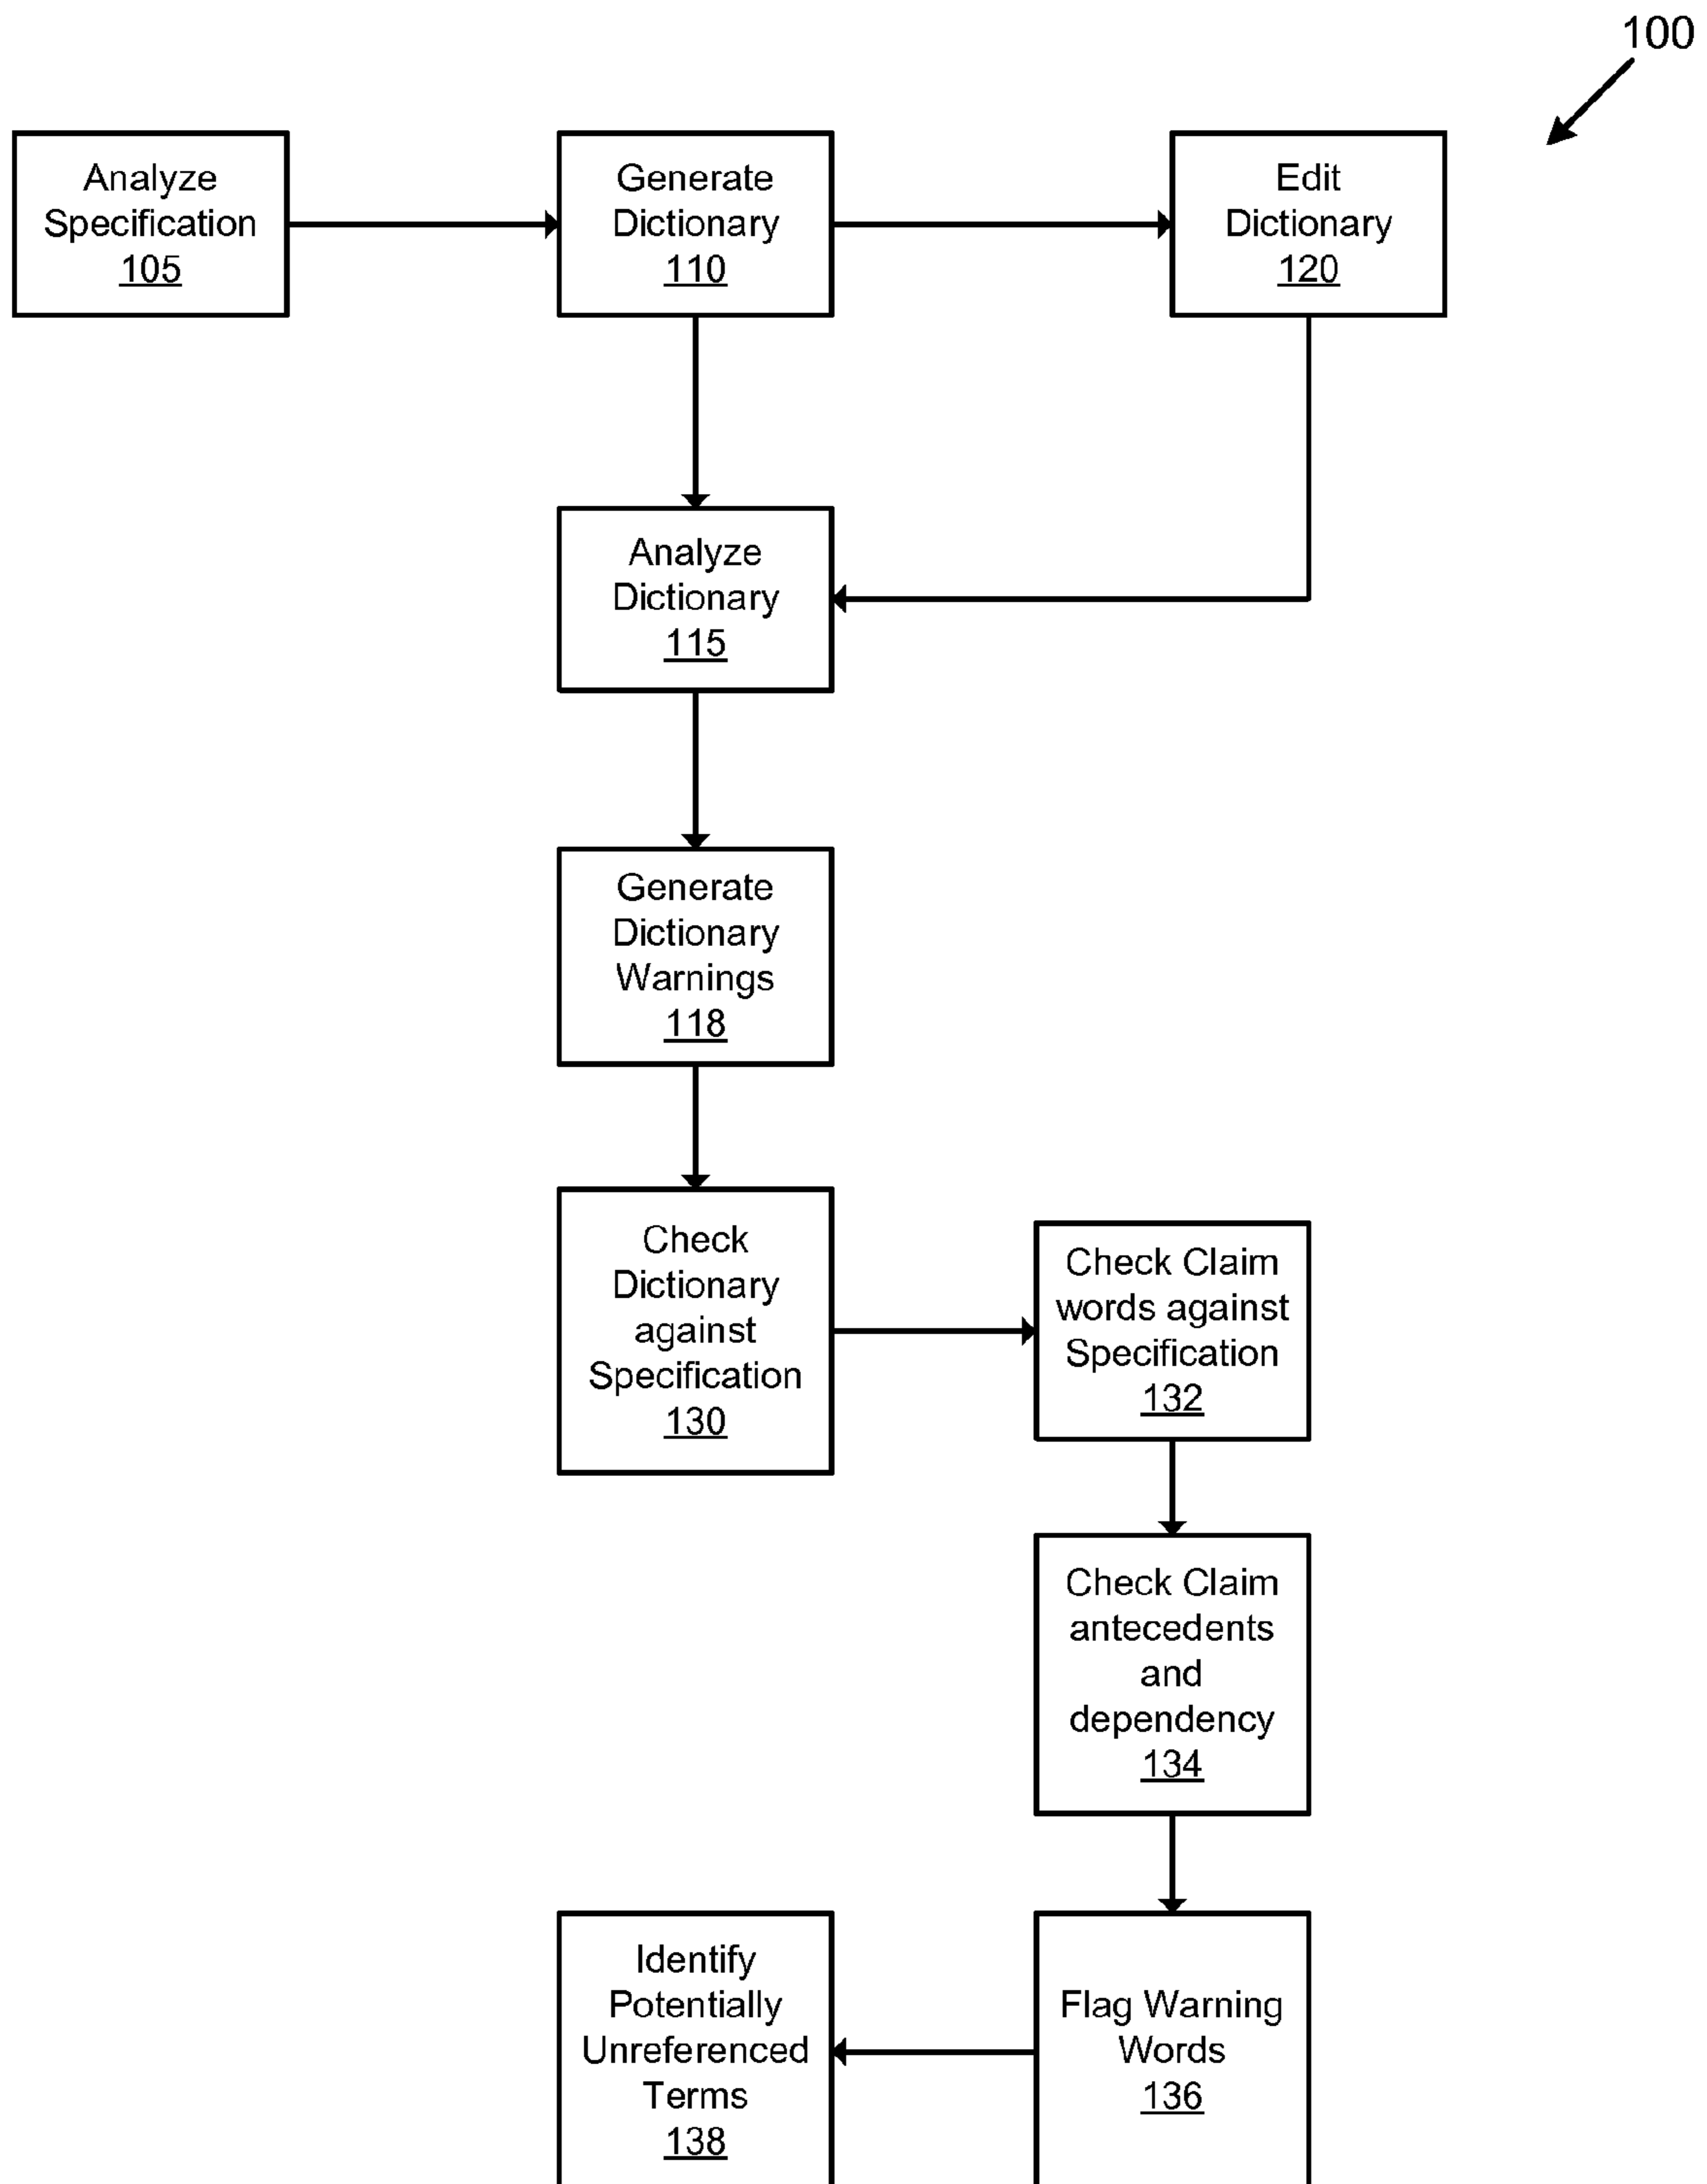 100
Analyze
Specification
105
Generate
Dictionary
110
Edit
Dictionary
120
Analyze
Dictionary
115
Generate
Dictionary
Warnings
118
Check
Dictionary
against
Specification
130
Check Claim
words against
Specification
132
Check Claim
antecedents
and
dependency
134
Identify
Potentially
Unreferenced
Terms
138
Flag Warning
Words
136